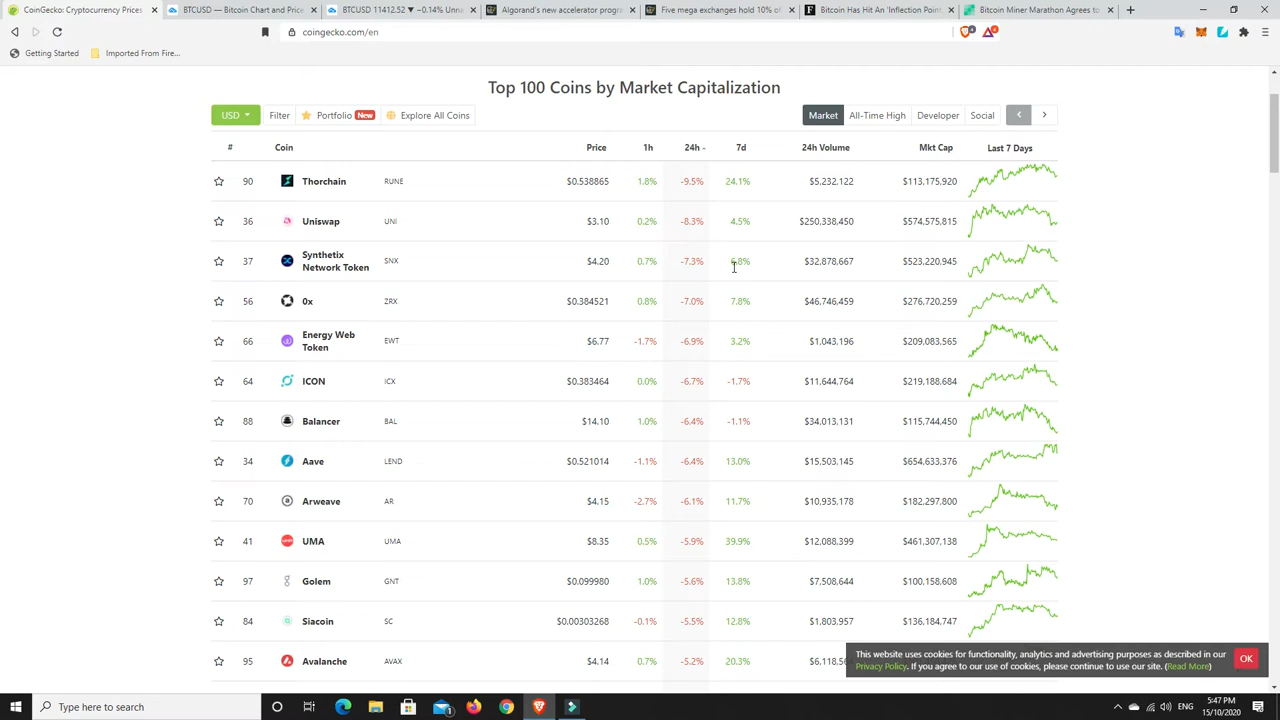 CoinGecko: Cryptocurrency Prices
BTCUSD — Bitcoin Chart and Price
BTCUSD 11412.52 ▼ −0.14% Unna
Algorand's new accelerator progr
Five mega exchanges hold 10% of
Bitcoin Has Hit An 'Inflection Point,
Bitcoin Miner Marathon Agrees to
coingecko.com/en
Getting Started
Imported From Fire...
Top 100 Coins by Market Capitalization
USD Filter Portfolio New Explore All Coins Market All-Time High Developer Social
# Coin Price 1h 24h 7d 24h Volume Mkt Cap Last 7 Days
90 Thorchain RUNE $0.538865 1.8% -9.5% 24.1% $5,232,122 $113,175,920
36 Uniswap UNI $3.10 0.2% -8.3% 4.5% $250,338,450 $574,575,815
37 Synthetix Network Token SNX $4.20 0.7% -7.3% $32,878,667 $523,220,945
56 0x ZRX $0.384521 0.8% -7.0% 7.8% $46,746,459 $276,720,259
66 Energy Web Token EWT $6.77 -1.7% -6.9% 3.2% $1,043,196 $209,083,565
64 ICON ICX $0.383464 0.0% -6.7% -1.7% $11,644,764 $219,188,684
88 Balancer BAL $14.10 1.0% -6.4% -1.1% $34,013,131 $115,744,450
34 Aave LEND $0.521014 -1.1% -6.4% 13.0% $15,503,145 $654,633,376
70 Arweave AR $4.15 -2.7% -6.1% 11.7% $10,935,178 $182,297,800
41 UMA UMA $8.35 0.5% -5.9% 39.9% $12,088,399 $461,307,138
97 Golem GNT $0.099980 1.0% -5.6% 13.8% $7,508,644 $100,158,608
84 Siacoin SC $0.00303268 -0.1% -5.5% 12.8% $1,803,957 $136,184,747
95 Avalanche AVAX $4.14 0.7% -5.2% 20.3% $6,118,5
This website uses cookies for functionality, analytics and advertising purposes as described in our
Privacy Policy. If you agree to our use of cookies, please continue to use our site. (Read More)
OK
Type here to search
ENG
5:47 PM
15/10/2020